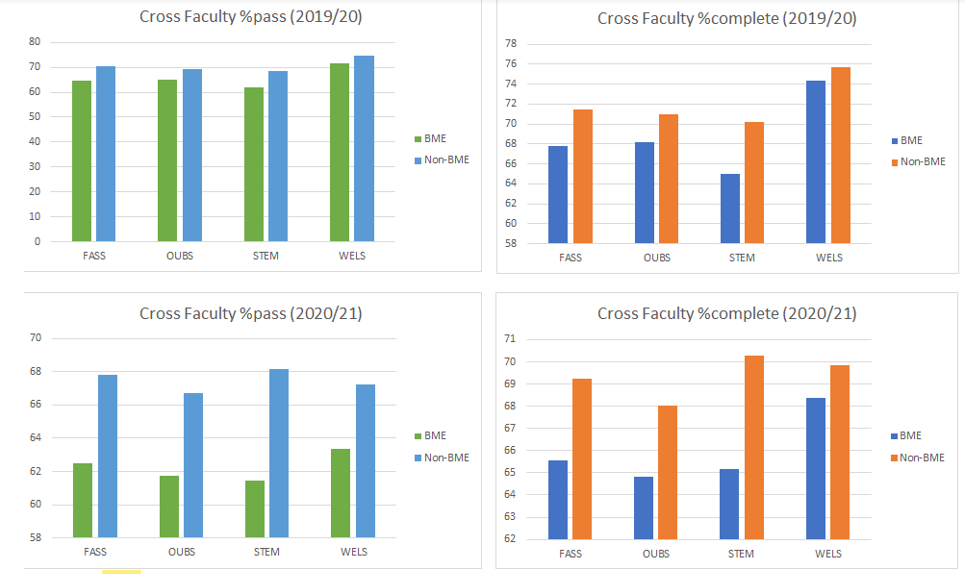 Cross Faculty %pass (2019/20)
80
70
60
50
40
30
20
10
0
FASS OUBS STEM WELS
BME
Non-BME
Cross Faculty %complete (2019/20)
78
76
74
72
70
68
66
64
62
60
58
FASS OUBS STEM WELS
BME
Non-BME
Cross Faculty %pass (2020/21)
70
68
66
64
62
60
58
FASS OUBS STEM WELS
BME
Non-BME
Cross Faculty %complete (2020/21)
71
70
69
68
67
66
65
64
63
62
FASS OUBS STEM WELS
BME
Non-BME